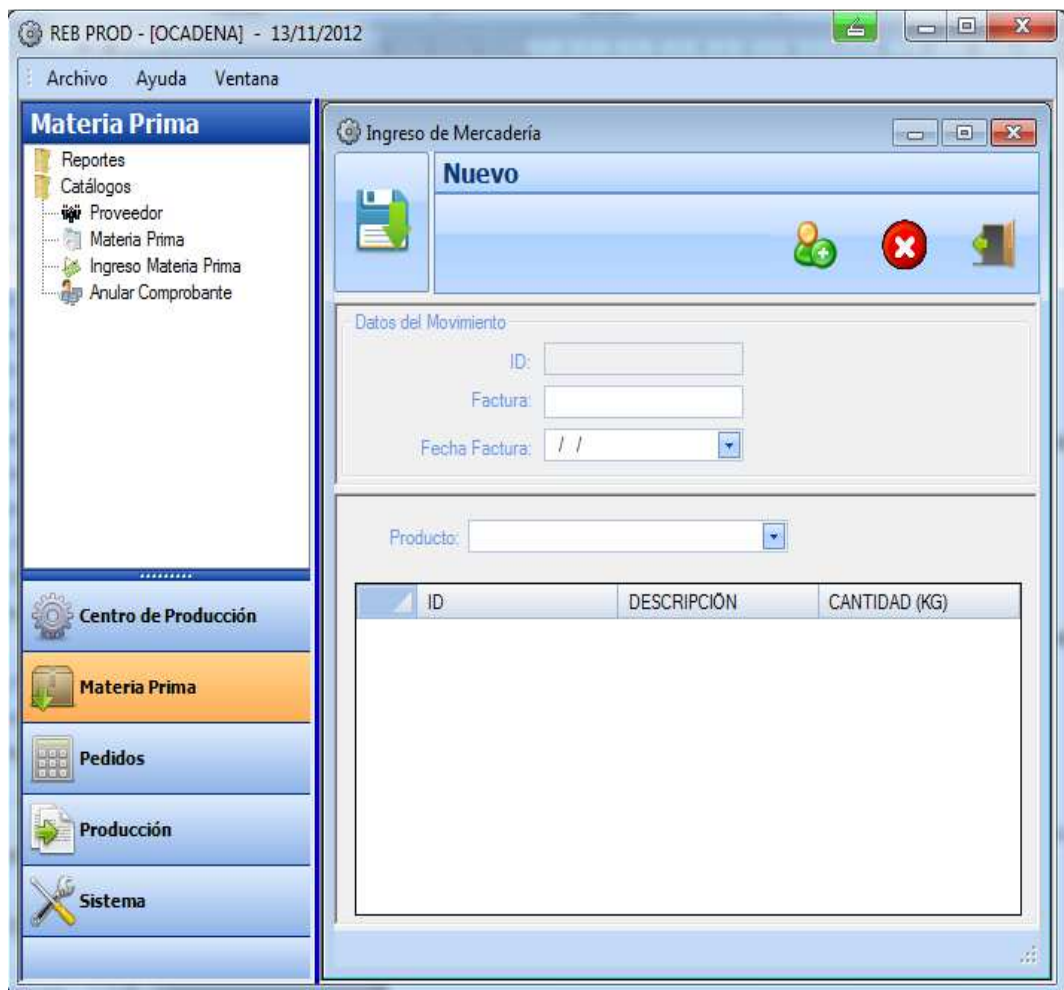 REB PROD - [OCADENA] - 13/11/2012
Archivo Ayuda Ventana
Materia Prima
Reportes
Catálogos
Proveedor
Materia Prima
Ingreso Materia Prima
Anular Comprobante
Centro de Producción
Materia Prima
Pedidos
Producción
Sistema
Ingreso de Mercadería
Nuevo
Datos del Movimiento
ID:
Factura:
Fecha Factura: / /
Producto:
ID DESCRIPCIÓN CANTIDAD (KG)